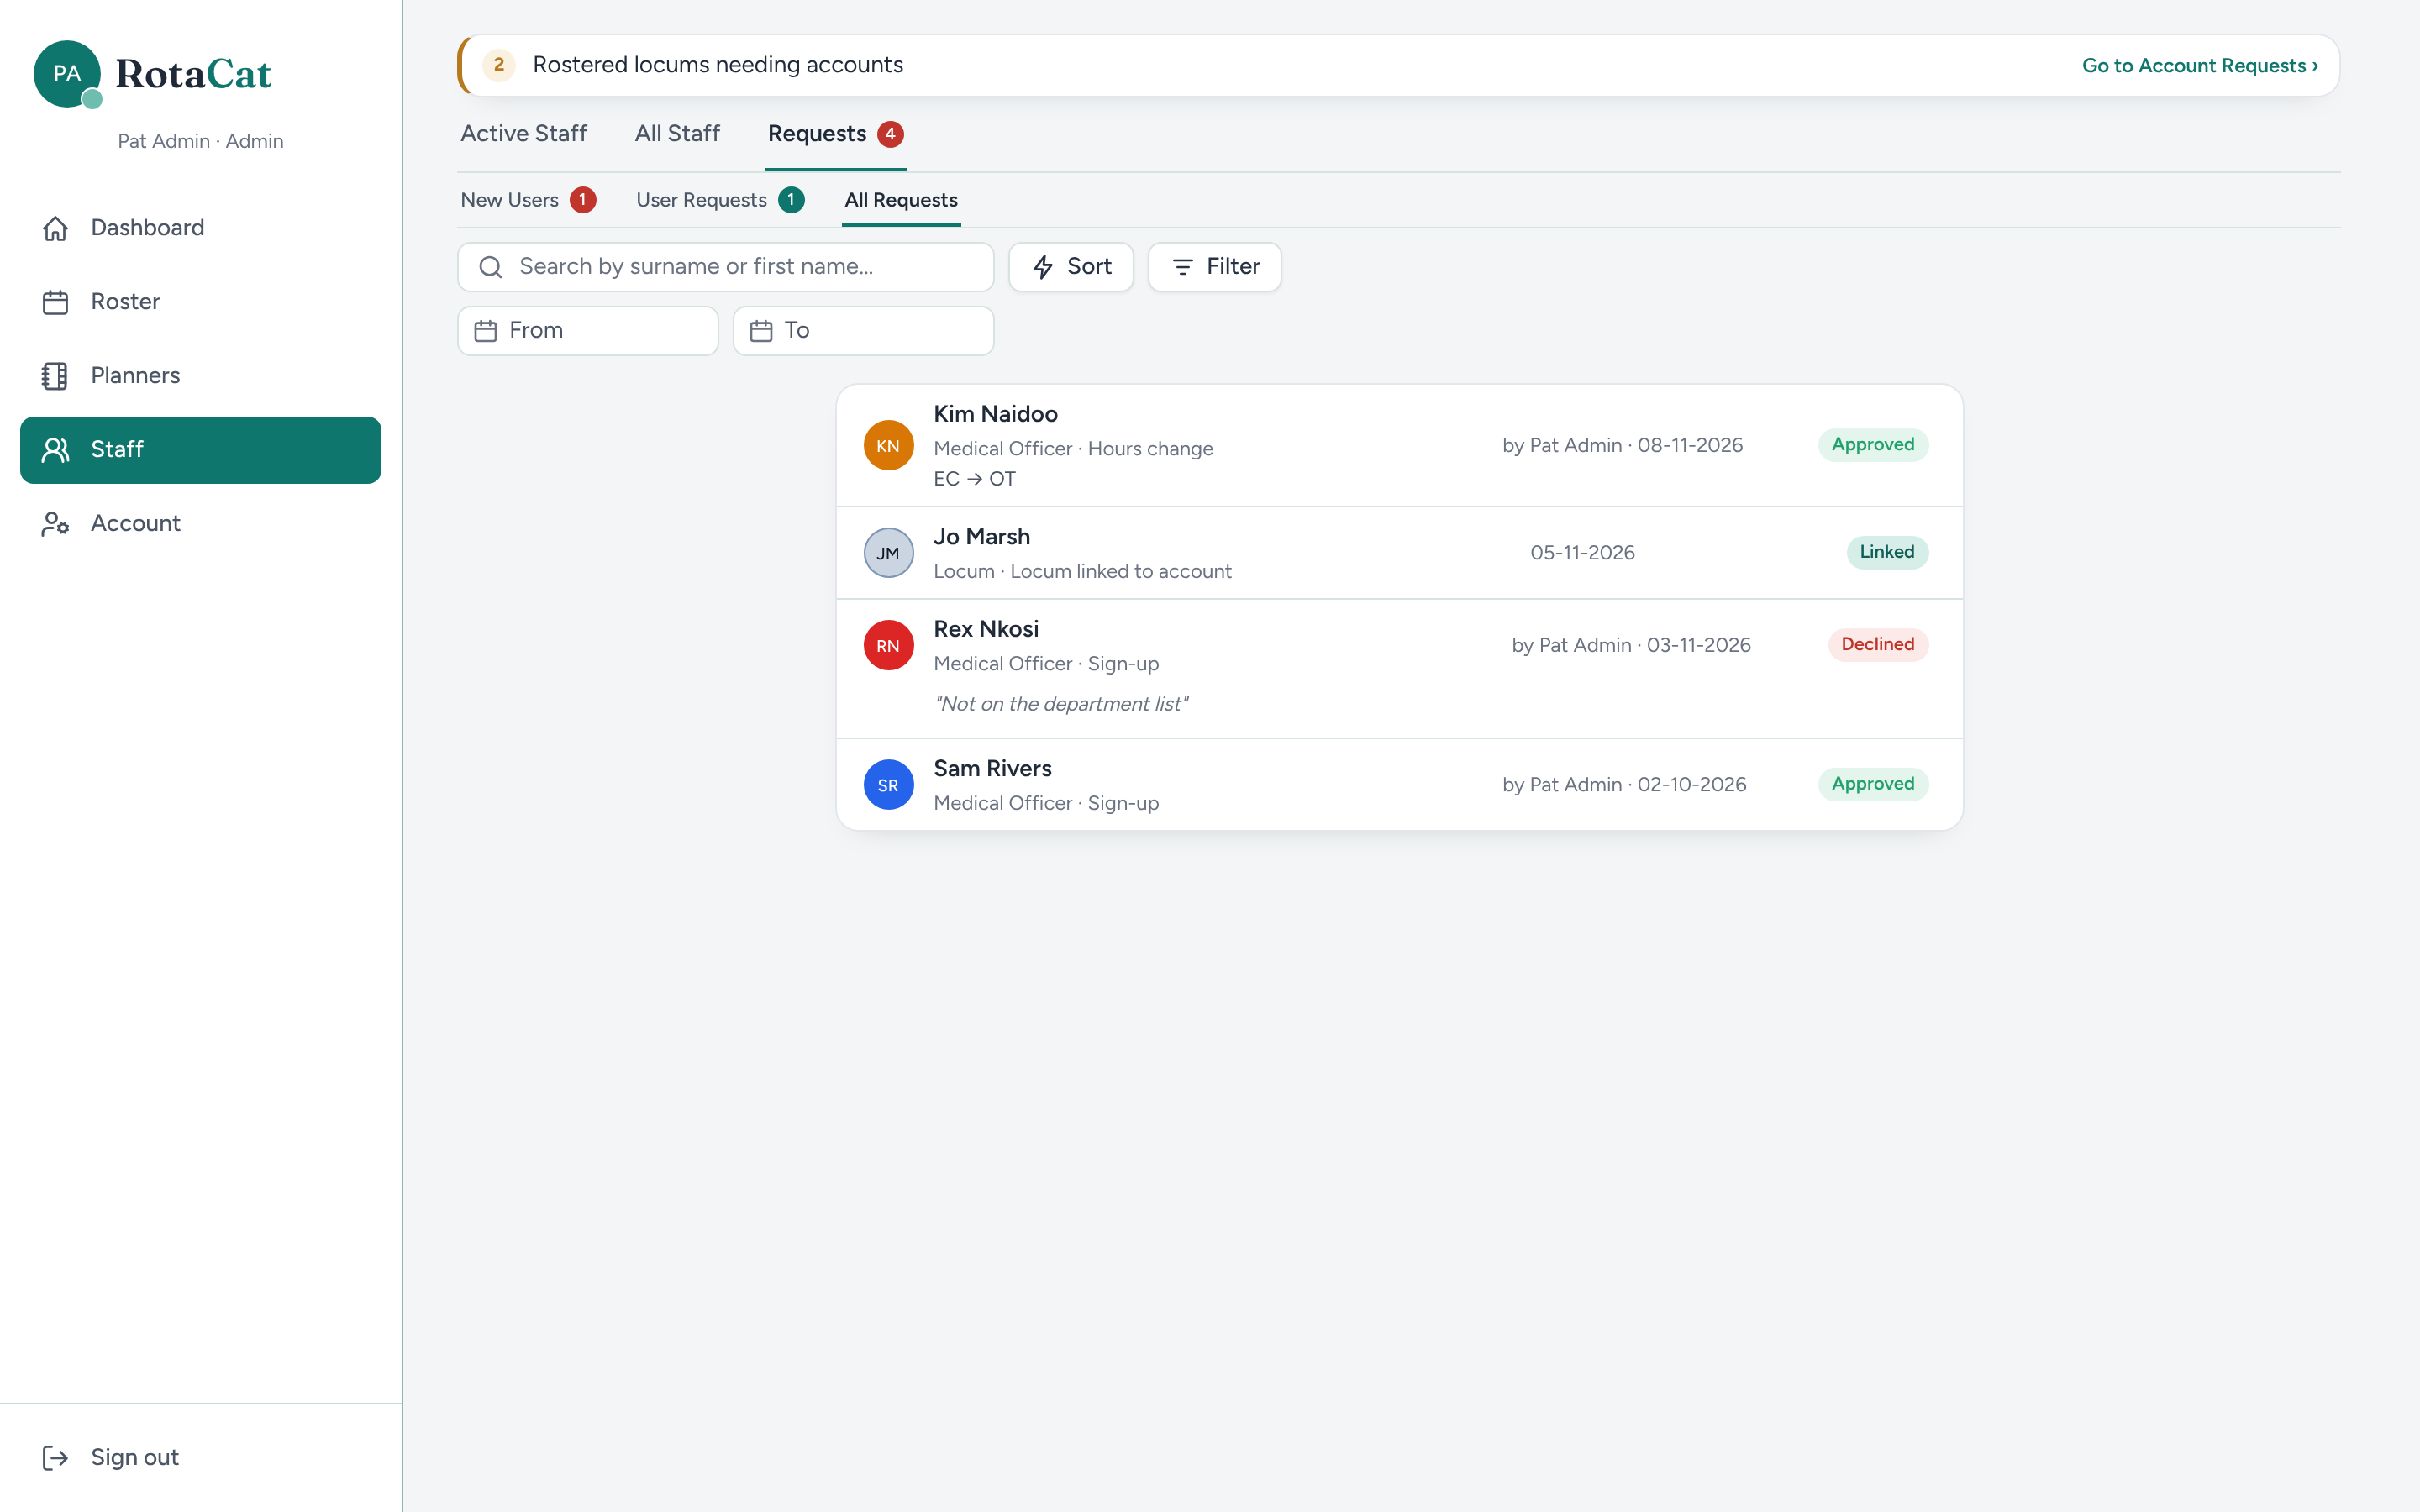 PA
RotaCat
Pat Admin · Admin
Dashboard
Roster
Planners
Staff
Account
Sign out
2 Rostered locums needing accounts Go to Account Requests ›
Active Staff All Staff Requests 4
New Users 1 User Requests 1 All Requests
Search by surname or first name... Sort Filter
From To
KN
Kim Naidoo
Medical Officer · Hours change
EC → OT
by Pat Admin · 08-11-2026 Approved
JM
Jo Marsh
Locum · Locum linked to account
05-11-2026 Linked
RN
Rex Nkosi
Medical Officer · Sign-up
"Not on the department list"
by Pat Admin · 03-11-2026 Declined
SR
Sam Rivers
Medical Officer · Sign-up
by Pat Admin · 02-10-2026 Approved